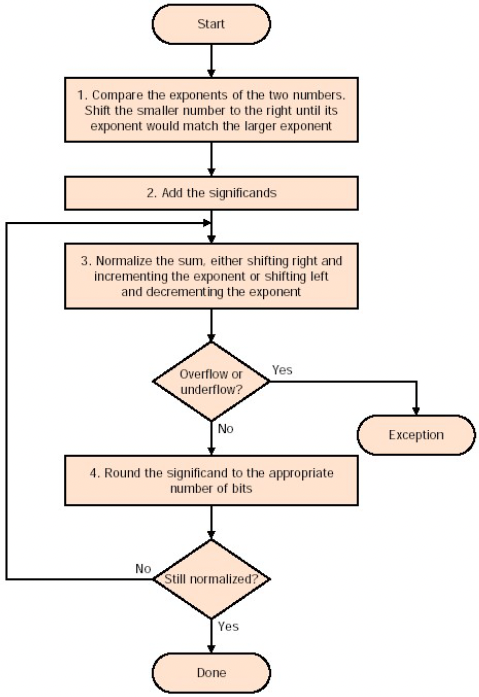 Start
1. Compare the exponents of the two numbers.
Shift the smaller number to the right until its
exponent would match the larger exponent
2. Add the significands
3. Normalize the sum, either shifting right and
incrementing the exponent or shifting left
and decrementing the exponent
Overflow or
underflow?
Yes
No
Exception
4. Round the significand to the appropriate
number of bits
No
Still normalized?
Yes
Done